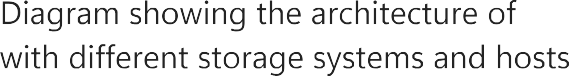 Diagram showing the architecture of
with different storage systems and hosts